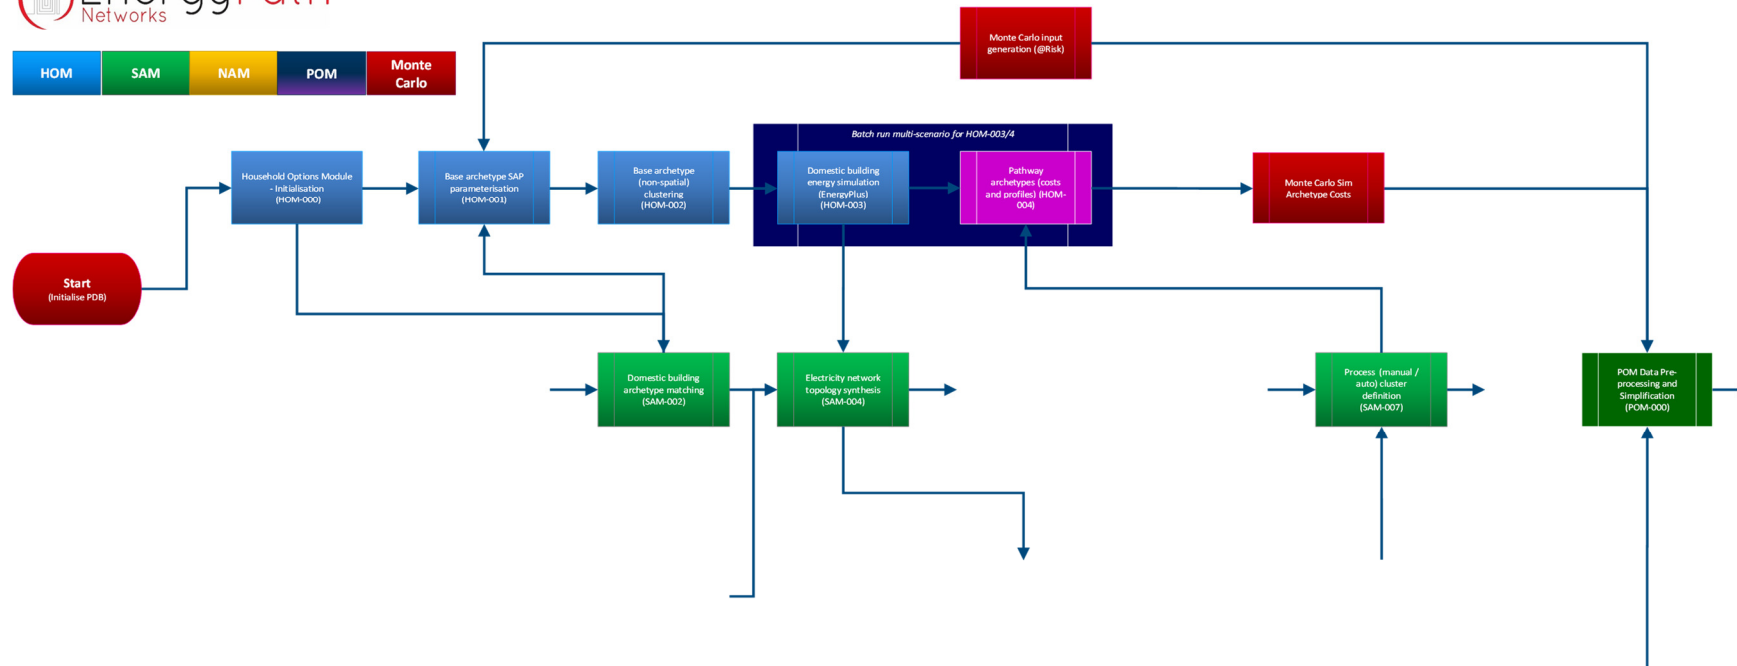 Networks
HOM
SAM
NAM
POM
Monte
Carlo
Monte Carlo input
generation (@Risk)
Batch run multi-scenario for HOM-003/4
Household Options Module
- Initialisation
(HOM-000)
Base archetype SAP
parameterisation
(HOM-001)
Base archetype
(non-spatial)
clustering
(HOM-002)
Domestic building
energy simulation
(EnergyPlus)
(HOM-003)
Pathway
archetypes (costs
and profiles) (HOM-
004)
Monte Carlo Sim
Archetype Costs
Start
(Initialise PDB)
Domestic building
archetype matching
(SAM-002)
Electricity network
topology synthesis
(SAM-004)
Process (manual /
auto) cluster
definition
(SAM-007)
POM Data Pre-
processing and
Simplification
(POM-000)